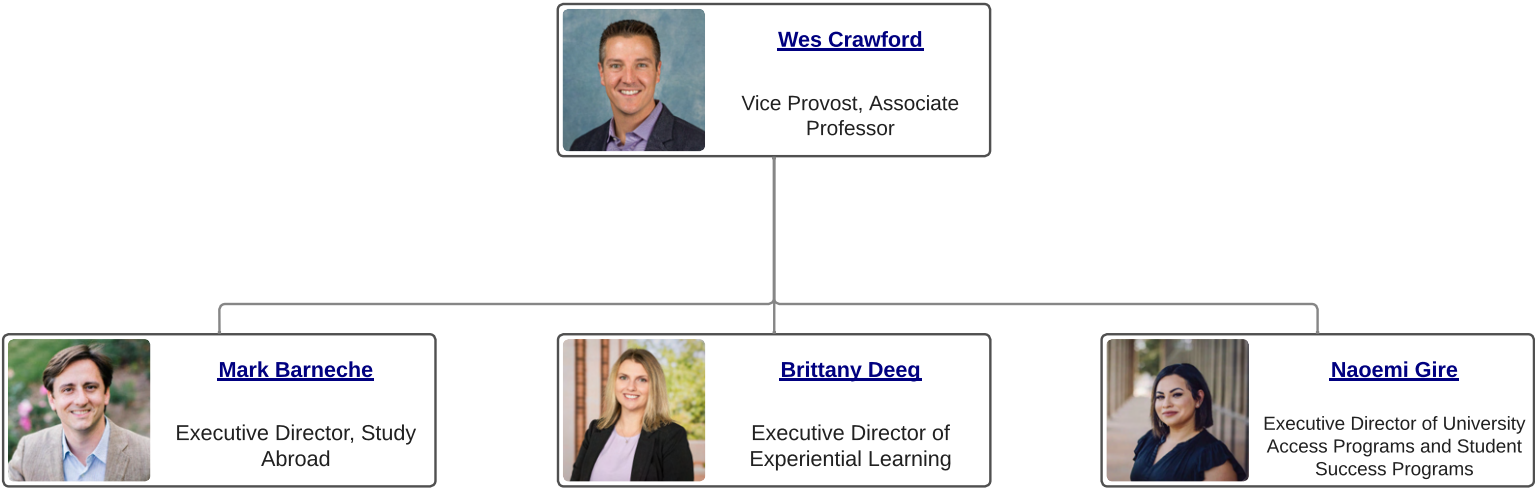 Wes Crawford
Vice Provost, Associate
Professor
Mark Barneche
Executive Director, Study
Abroad
Brittany Deeg
Executive Director of
Experiential Learning
Naoemi Gire
Executive Director of University
Access Programs and Student
Success Programs